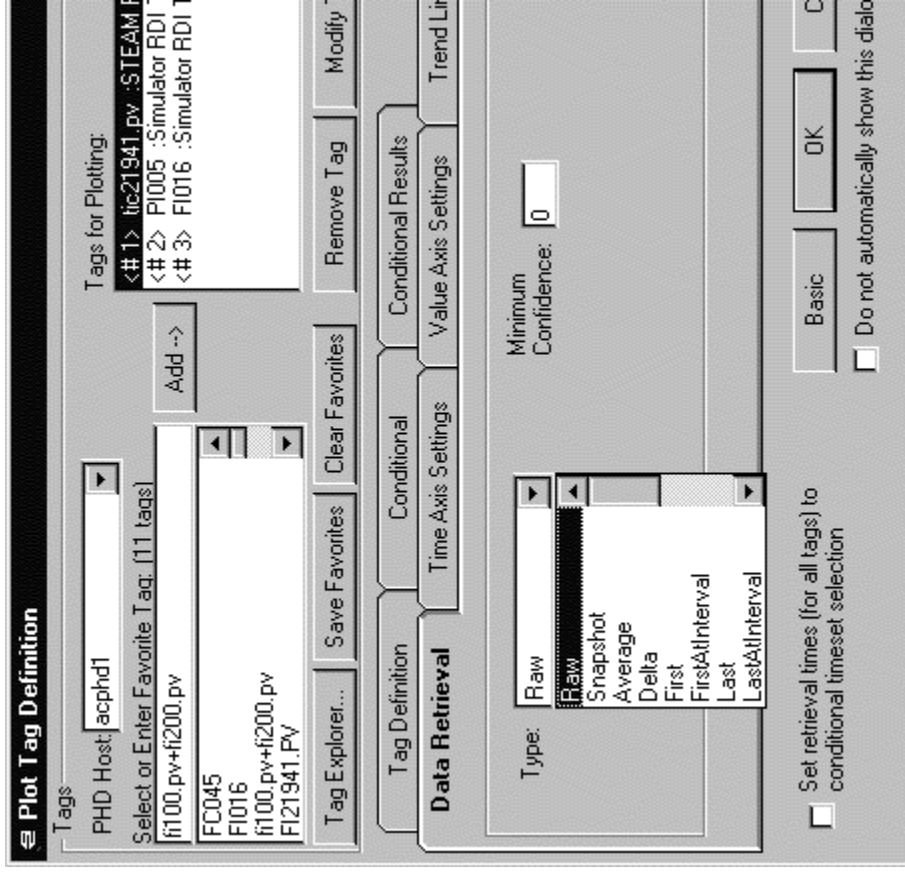 Plot Tag Definition
Tags
PHD Host: acphd1
Select or Enter Favorite Tag: (11 tags)
fi100.pv+fi200.pv
FC045
FI016
fi100.pv+fi200.pv
FI21941.PV
Add -->
Tags for Plotting:
<# 1> tic21941.pv :STEAM
<# 2> PI005 :Simulator RDI
<# 3> FI016 :Simulator RDI
Tag Explorer...
Save Favorites
Clear Favorites
Remove Tag
Modify
Tag Definition
Conditional
Conditional Results
Data Retrieval
Time Axis Settings
Value Axis Settings
Trend
Type: Raw
Raw
Snapshot
Average
Delta
First
FirstAtInterval
Last
LastAtInterval
Minimum
Confidence: 0
Set retrieval times (for all tags) to
conditional timeset selection
Basic
OK
Do not automatically show this